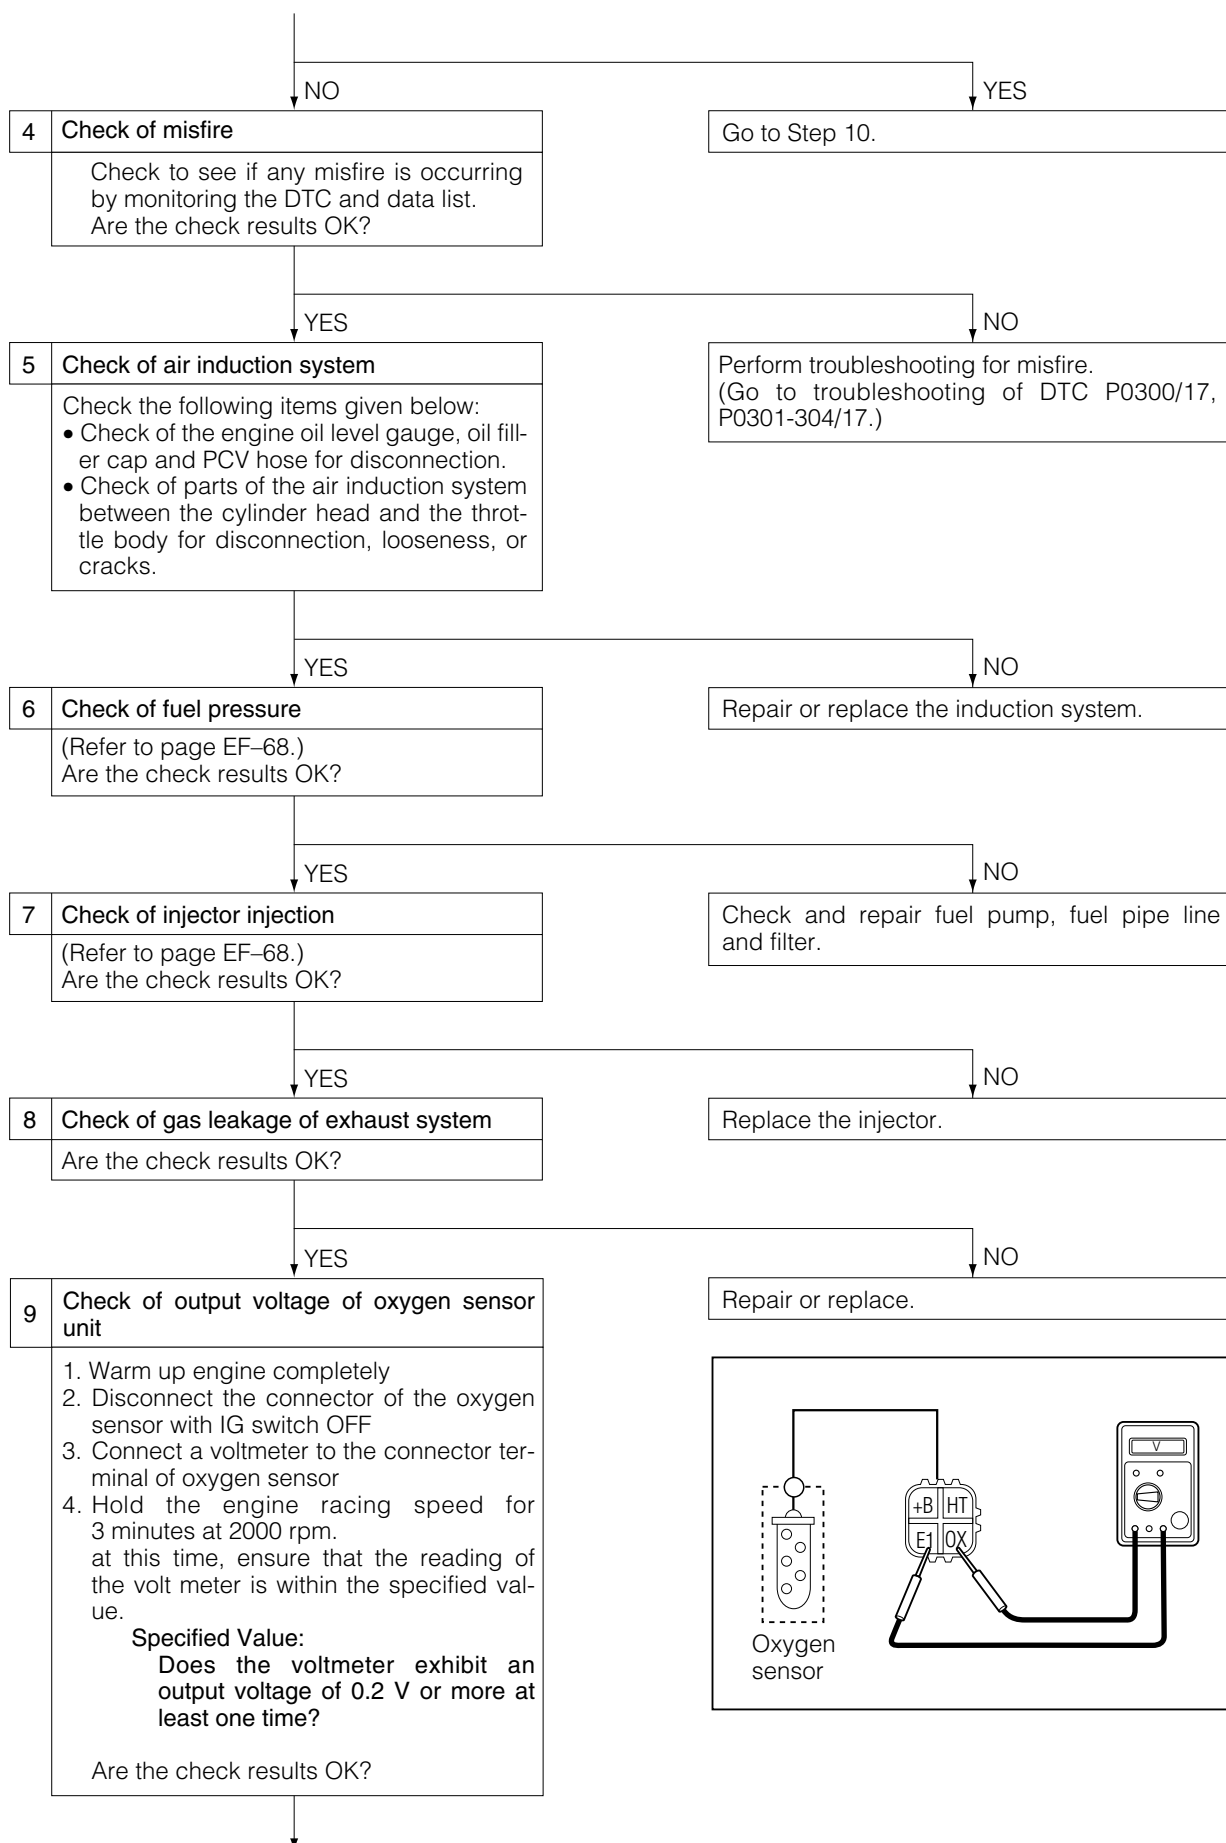 NO
YES
4 Check of misfire
Go to Step 10.
Check to see if any misfire is occurring
by monitoring the DTC and data list.
Are the check results OK?
YES
NO
5 Check of air induction system
Check the following items given below:
• Check of the engine oil level gauge, oil fill-
er cap and PCV hose for disconnection.
• Check of parts of the air induction system
between the cylinder head and the throt-
tle body for disconnection, looseness, or
cracks.
Perform troubleshooting for misfire.
(Go to troubleshooting of DTC P0300/17,
P0301-304/17.)
YES
NO
6 Check of fuel pressure
(Refer to page EF–68.)
Are the check results OK?
Repair or replace the induction system.
YES
NO
7 Check of injector injection
(Refer to page EF–68.)
Are the check results OK?
Check and repair fuel pump, fuel pipe line
and filter.
YES
NO
8 Check of gas leakage of exhaust system
Are the check results OK?
Replace the injector.
YES
NO
9 Check of output voltage of oxygen sensor
unit
1. Warm up engine completely
2. Disconnect the connector of the oxygen
sensor with IG switch OFF
3. Connect a voltmeter to the connector ter-
minal of oxygen sensor
4. Hold the engine racing speed for
3 minutes at 2000 rpm.
at this time, ensure that the reading of
the volt meter is within the specified val-
ue.
Specified Value:
Does the voltmeter exhibit an
output voltage of 0.2 V or more at
least one time?
Are the check results OK?
Repair or replace.
V
+B HT
E1 OX
Oxygen
sensor